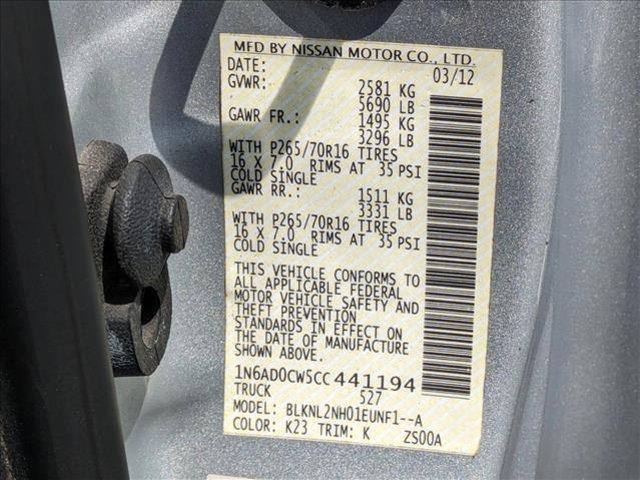 MFD BY NISSAN MOTOR CO., LTD.
DATE: 03/12
GVWR: 2581 KG
5690 LB
GAWR FR.: 1495 KG
3296 LB
WITH P265/70R16 TIRES
16 X 7.0 RIMS AT 35 PSI
COLD SINGLE
GAWR RR.: 1511 KG
3331 LB
WITH P265/70R16 TIRES
16 X 7.0 RIMS AT 35 PSI
COLD SINGLE
THIS VEHICLE CONFORMS TO
ALL APPLICABLE FEDERAL
MOTOR VEHICLE SAFETY AND
THEFT PREVENTION
STANDARDS IN EFFECT ON
THE DATE OF MANUFACTURE
SHOWN ABOVE.
1N6AD0CW5CC441194
TRUCK 527
MODEL: BLKNL2NH01EUNF1--A
COLOR: K23 TRIM: K ZS00A